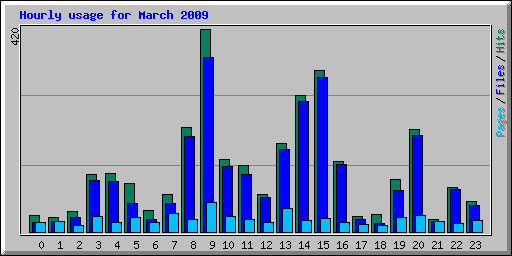 Hourly usage for March 2009
420
Pages/Files/Hits
0 1 2 3 4 5 6 7 8 9 10 11 12 13 14 15 16 17 18 19 20 21 22 23